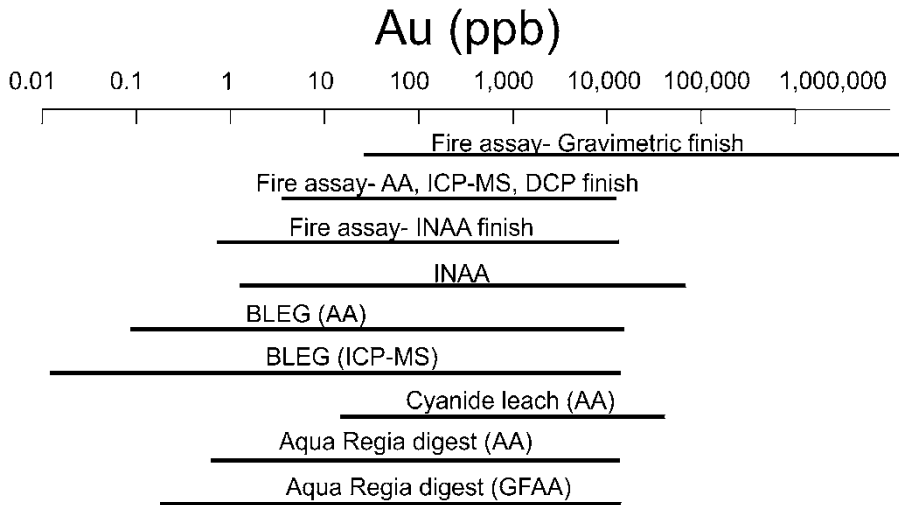 Au (ppb)
0.01 0.1 1 10 100 1,000 10,000 100,000 1,000,000
Fire assay- Gravimetric finish
Fire assay- AA, ICP-MS, DCP finish
Fire assay- INAA finish
INAA
BLEG (AA)
BLEG (ICP-MS)
Cyanide leach (AA)
Aqua Regia digest (AA)
Aqua Regia digest (GFAA)